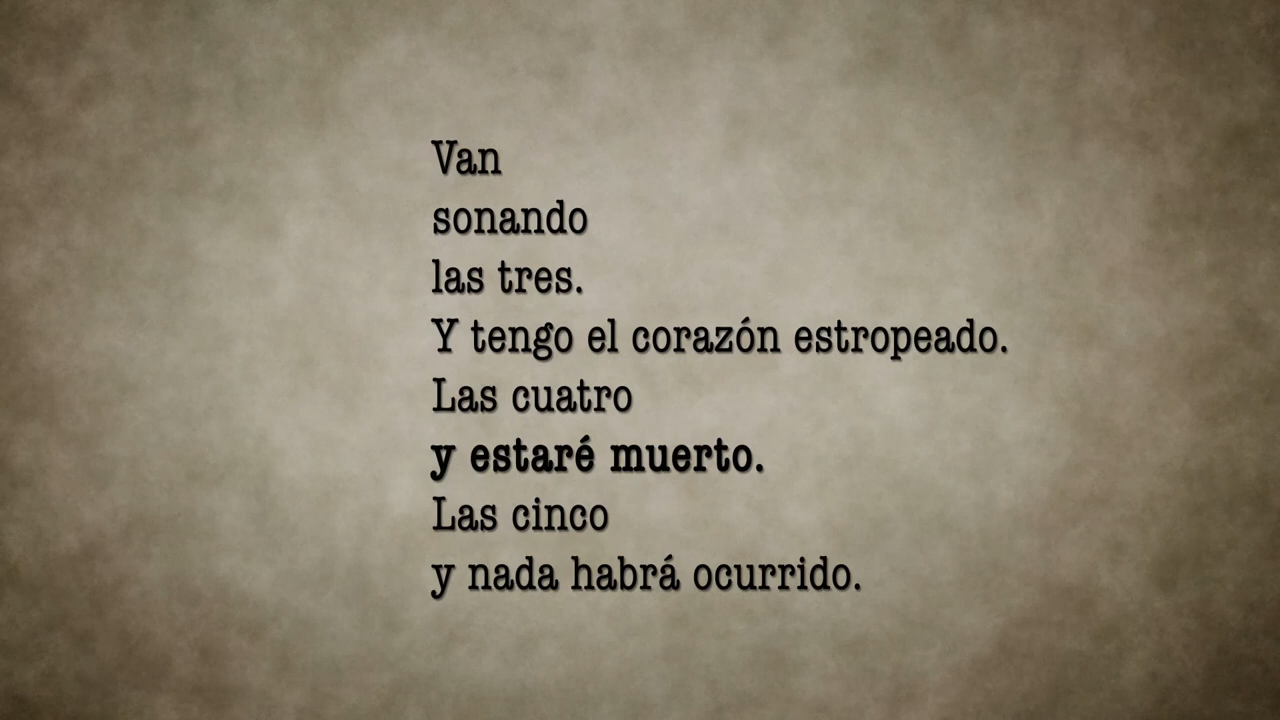 Van
sonando
las tres.
Y tengo el corazón estropeado.
Las cuatro
y estaré muerto.
Las cinco
y nada habrá ocurrido.